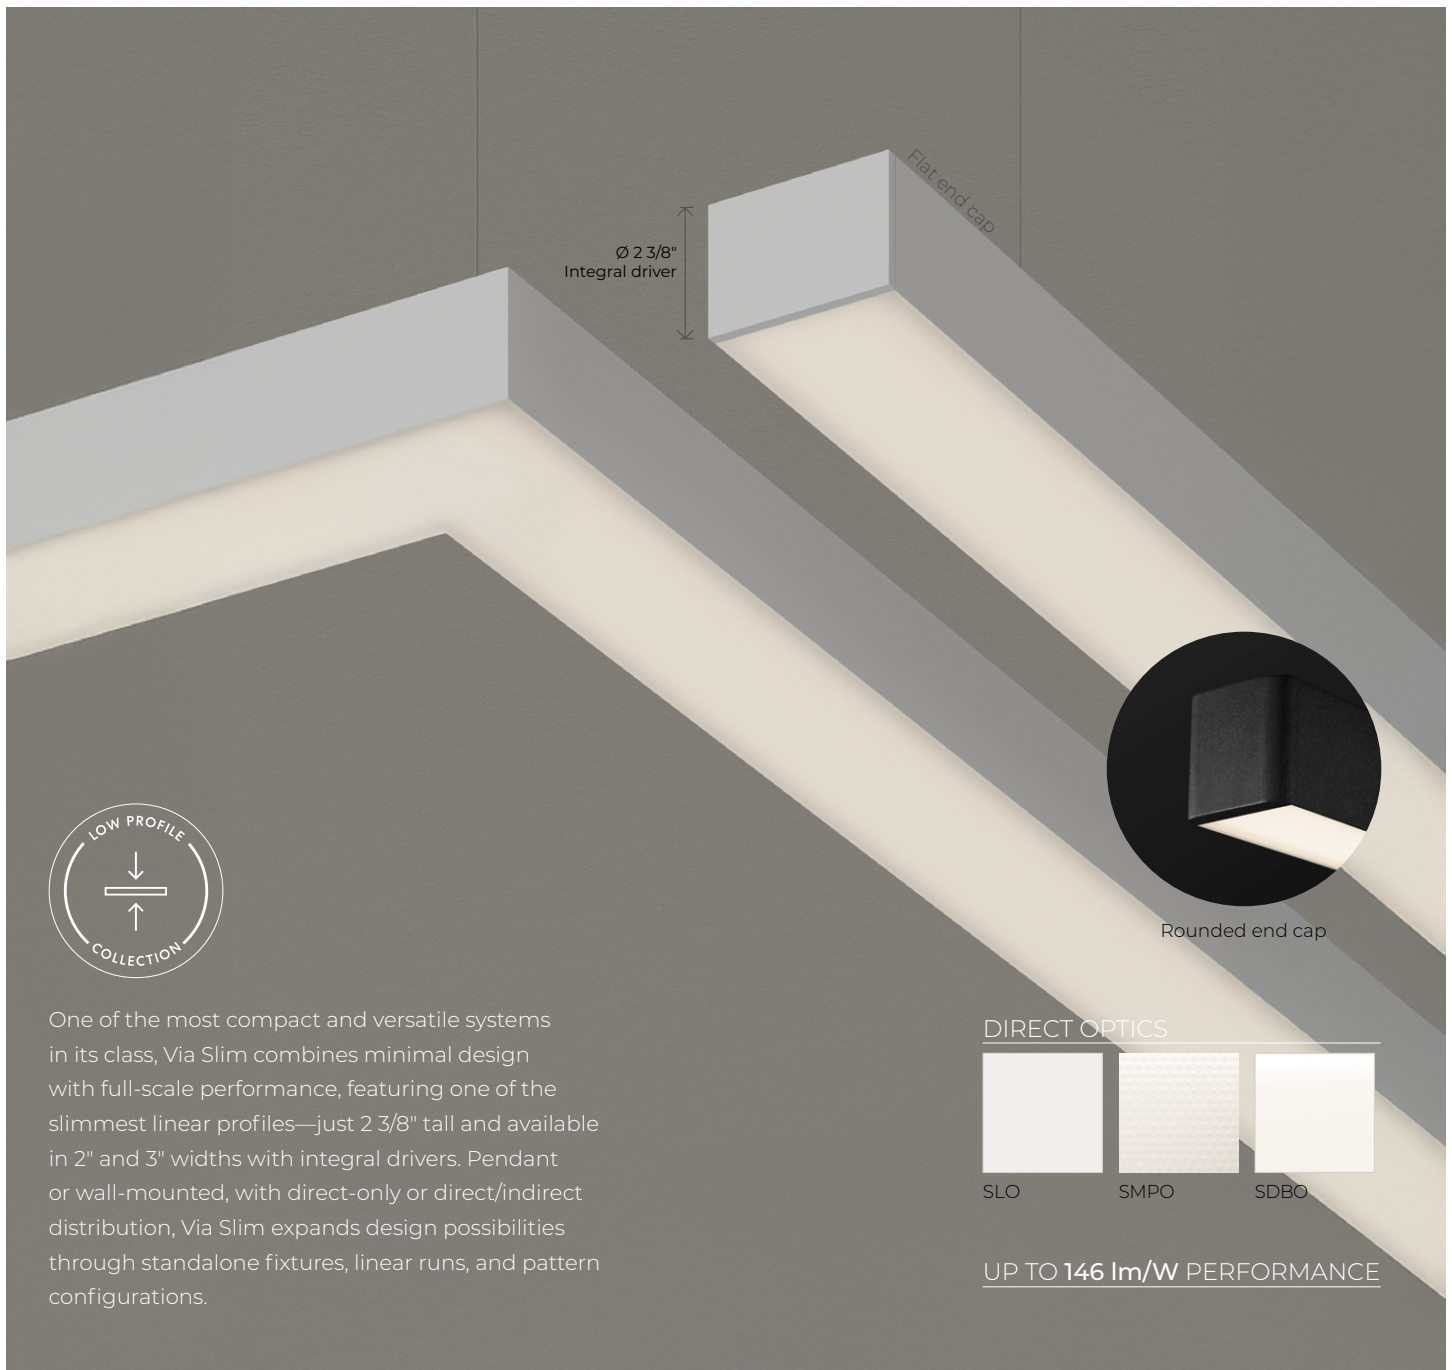 Flat end cap
Ø 2 3/8"
Integral driver
Rounded end cap
LOW PROFILE
COLLECTION
One of the most compact and versatile systems
in its class, Via Slim combines minimal design
with full-scale performance, featuring one of the
slimmest linear profiles—just 2 3/8" tall and available
in 2" and 3" widths with integral drivers. Pendant
or wall-mounted, with direct-only or direct/indirect
distribution, Via Slim expands design possibilities
through standalone fixtures, linear runs, and pattern
configurations.
DIRECT OPTICS
SLO
SMPO
SDBO
UP TO 146 lm/W PERFORMANCE